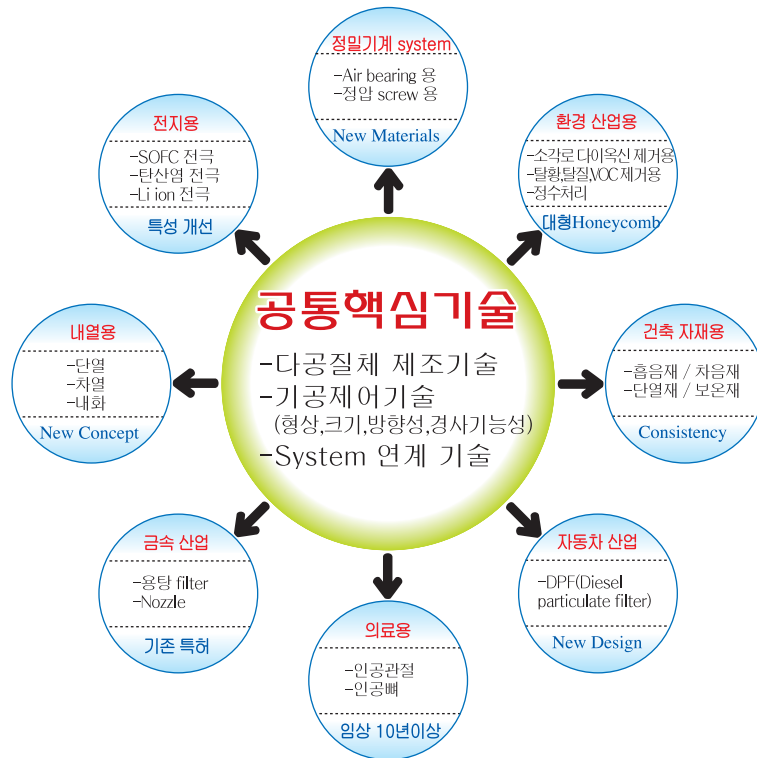 정밀기계 system
-Air bearing 용
-정압 screw 용
New Materials
전지용
-SOFC 전극
-탄산염 전극
-Li ion 전극
특성 개선
환경 산업용
-소각로 다이옥신 제거용
-탈황,탈질,VOC 제거용
-정수처리
대형Honeycomb
공통핵심기술
-다공질체 제조기술
-기공제어기술
(형상,크기,방향성,경사기능성)
-System 연계 기술
내열용
-단열
-차열
-내화
New Concept
건축 자재용
-흡음재 / 차음재
-단열재 / 보온재
Consistency
금속 산업
-용탕 filter
-Nozzle
기존 특허
자동차 산업
-DPF(Diesel
particulate filter)
New Design
의료용
-인공관절
-인공뼈
임상 10년이상